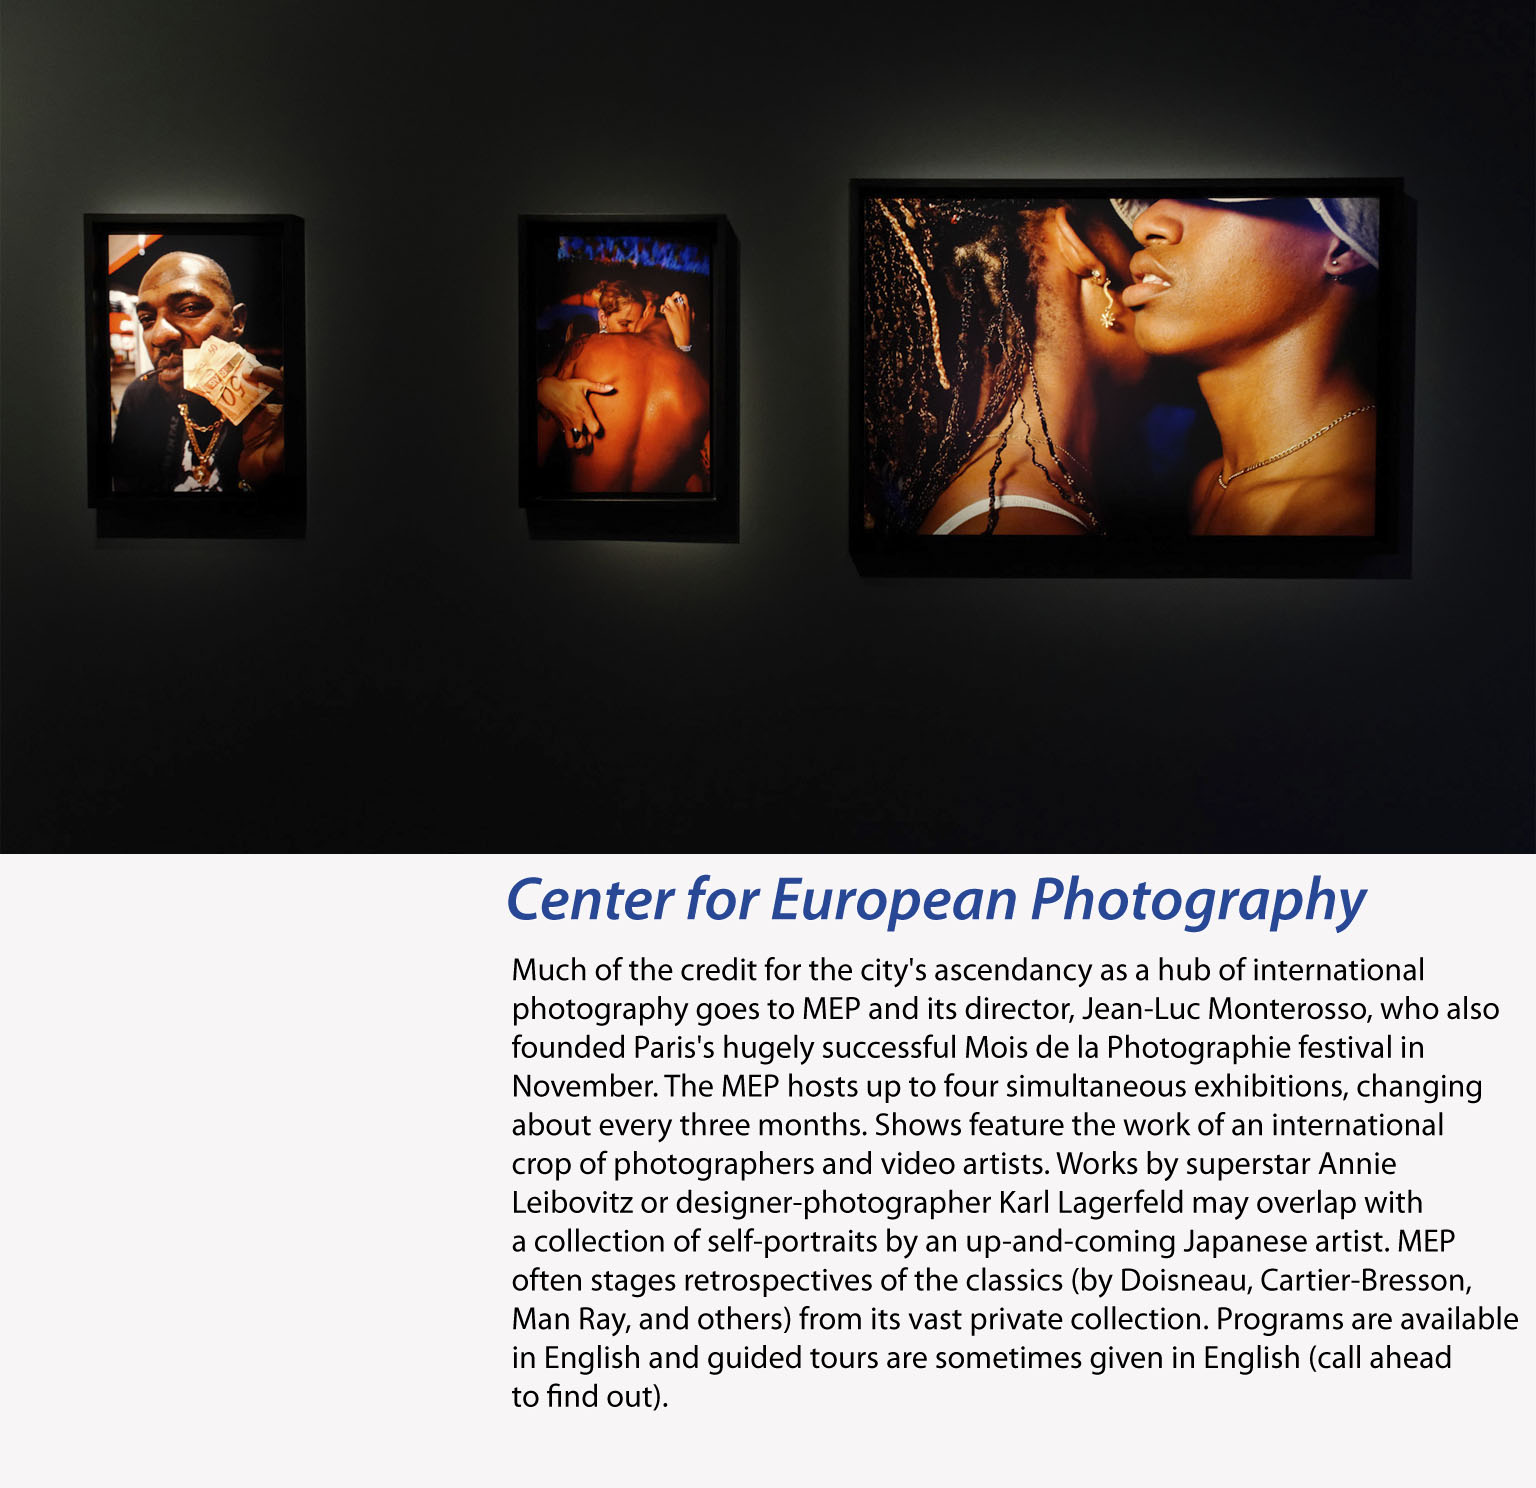 Center for European Photography
Much of the credit for the city's ascendancy as a hub of international
photography goes to MEP and its director, Jean-Luc Monterosso, who also
founded Paris's hugely successful Mois de la Photographie festival in
November. The MEP hosts up to four simultaneous exhibitions, changing
about every three months. Shows feature the work of an international
crop of photographers and video artists. Works by superstar Annie
Leibovitz or designer-photographer Karl Lagerfeld may overlap with
a collection of self-portraits by an up-and-coming Japanese artist. MEP
often stages retrospectives of the classics (by Doisneau, Cartier-Bresson,
Man Ray, and others) from its vast private collection. Programs are available
in English and guided tours are sometimes given in English (call ahead
to find out).